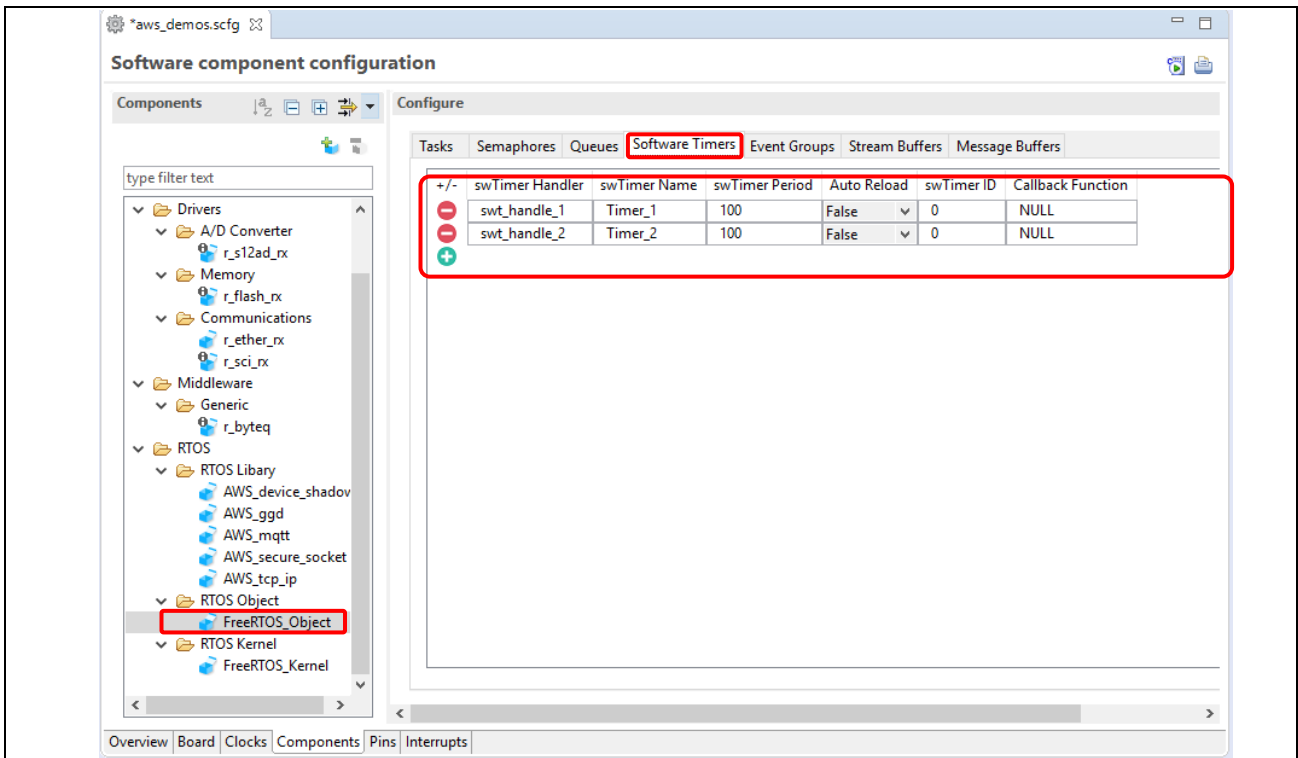 *aws_demos.scfg
Software component configuration
Components
Configure
type filter text
Drivers
A/D Converter
r_s12ad_rx
Memory
r_flash_rx
Communications
r_ether_rx
r_sci_rx
Middleware
Generic
r_byteq
RTOS
RTOS Libary
AWS_device_shadov
AWS_ggd
AWS_mqtt
AWS_secure_socket
AWS_tcp_ip
RTOS Object
FreeRTOS_Object
RTOS Kernel
FreeRTOS_Kernel
Tasks Semaphores Queues Software Timers Event Groups Stream Buffers Message Buffers
+/- swTimer Handler swTimer Name swTimer Period Auto Reload swTimer ID Callback Function
swt_handle_1 Timer_1 100 False 0 NULL
swt_handle_2 Timer_2 100 False 0 NULL
Overview Board Clocks Components Pins Interrupts